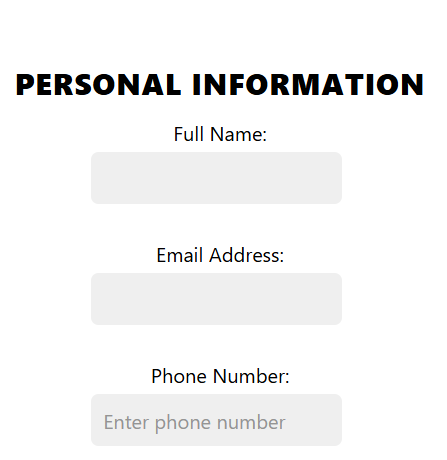 PERSONAL INFORMATION
Full Name:
Email Address:
Phone Number:
Enter phone number